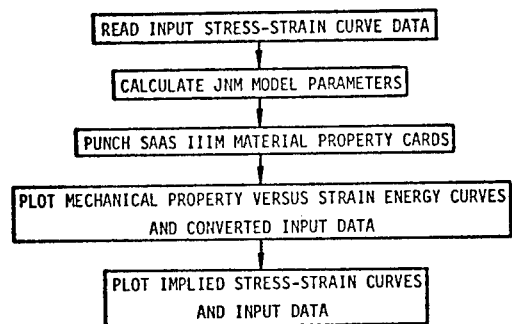 READ INPUT STRESS-STRAIN CURVE DATA
CALCULATE JNM MODEL PARAMETERS
PUNCH SAAS IIIM MATERIAL PROPERTY CARDS
PLOT MECHANICAL PROPERTY VERSUS STRAIN ENERGY CURVES
AND CONVERTED INPUT DATA
PLOT IMPLIED STRESS-STRAIN CURVES
AND INPUT DATA